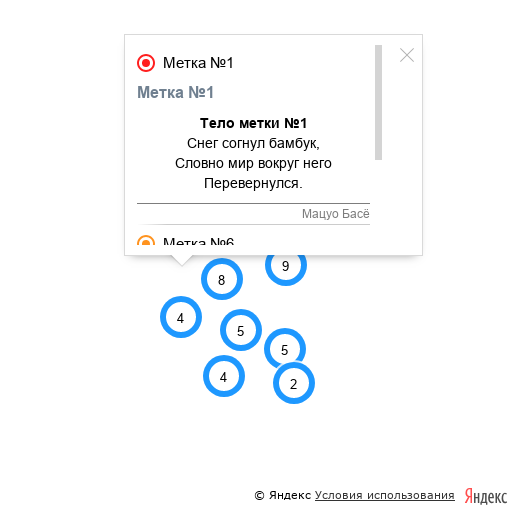 Метка №1
Метка №1
Тело метки №1
Снег согнул бамбук,
Словно мир вокруг него
Перевернулся.
Мацуо Басё
Метка №6
9
8
4
5
5
4
2
© Яндекс Условия использования Яндекс